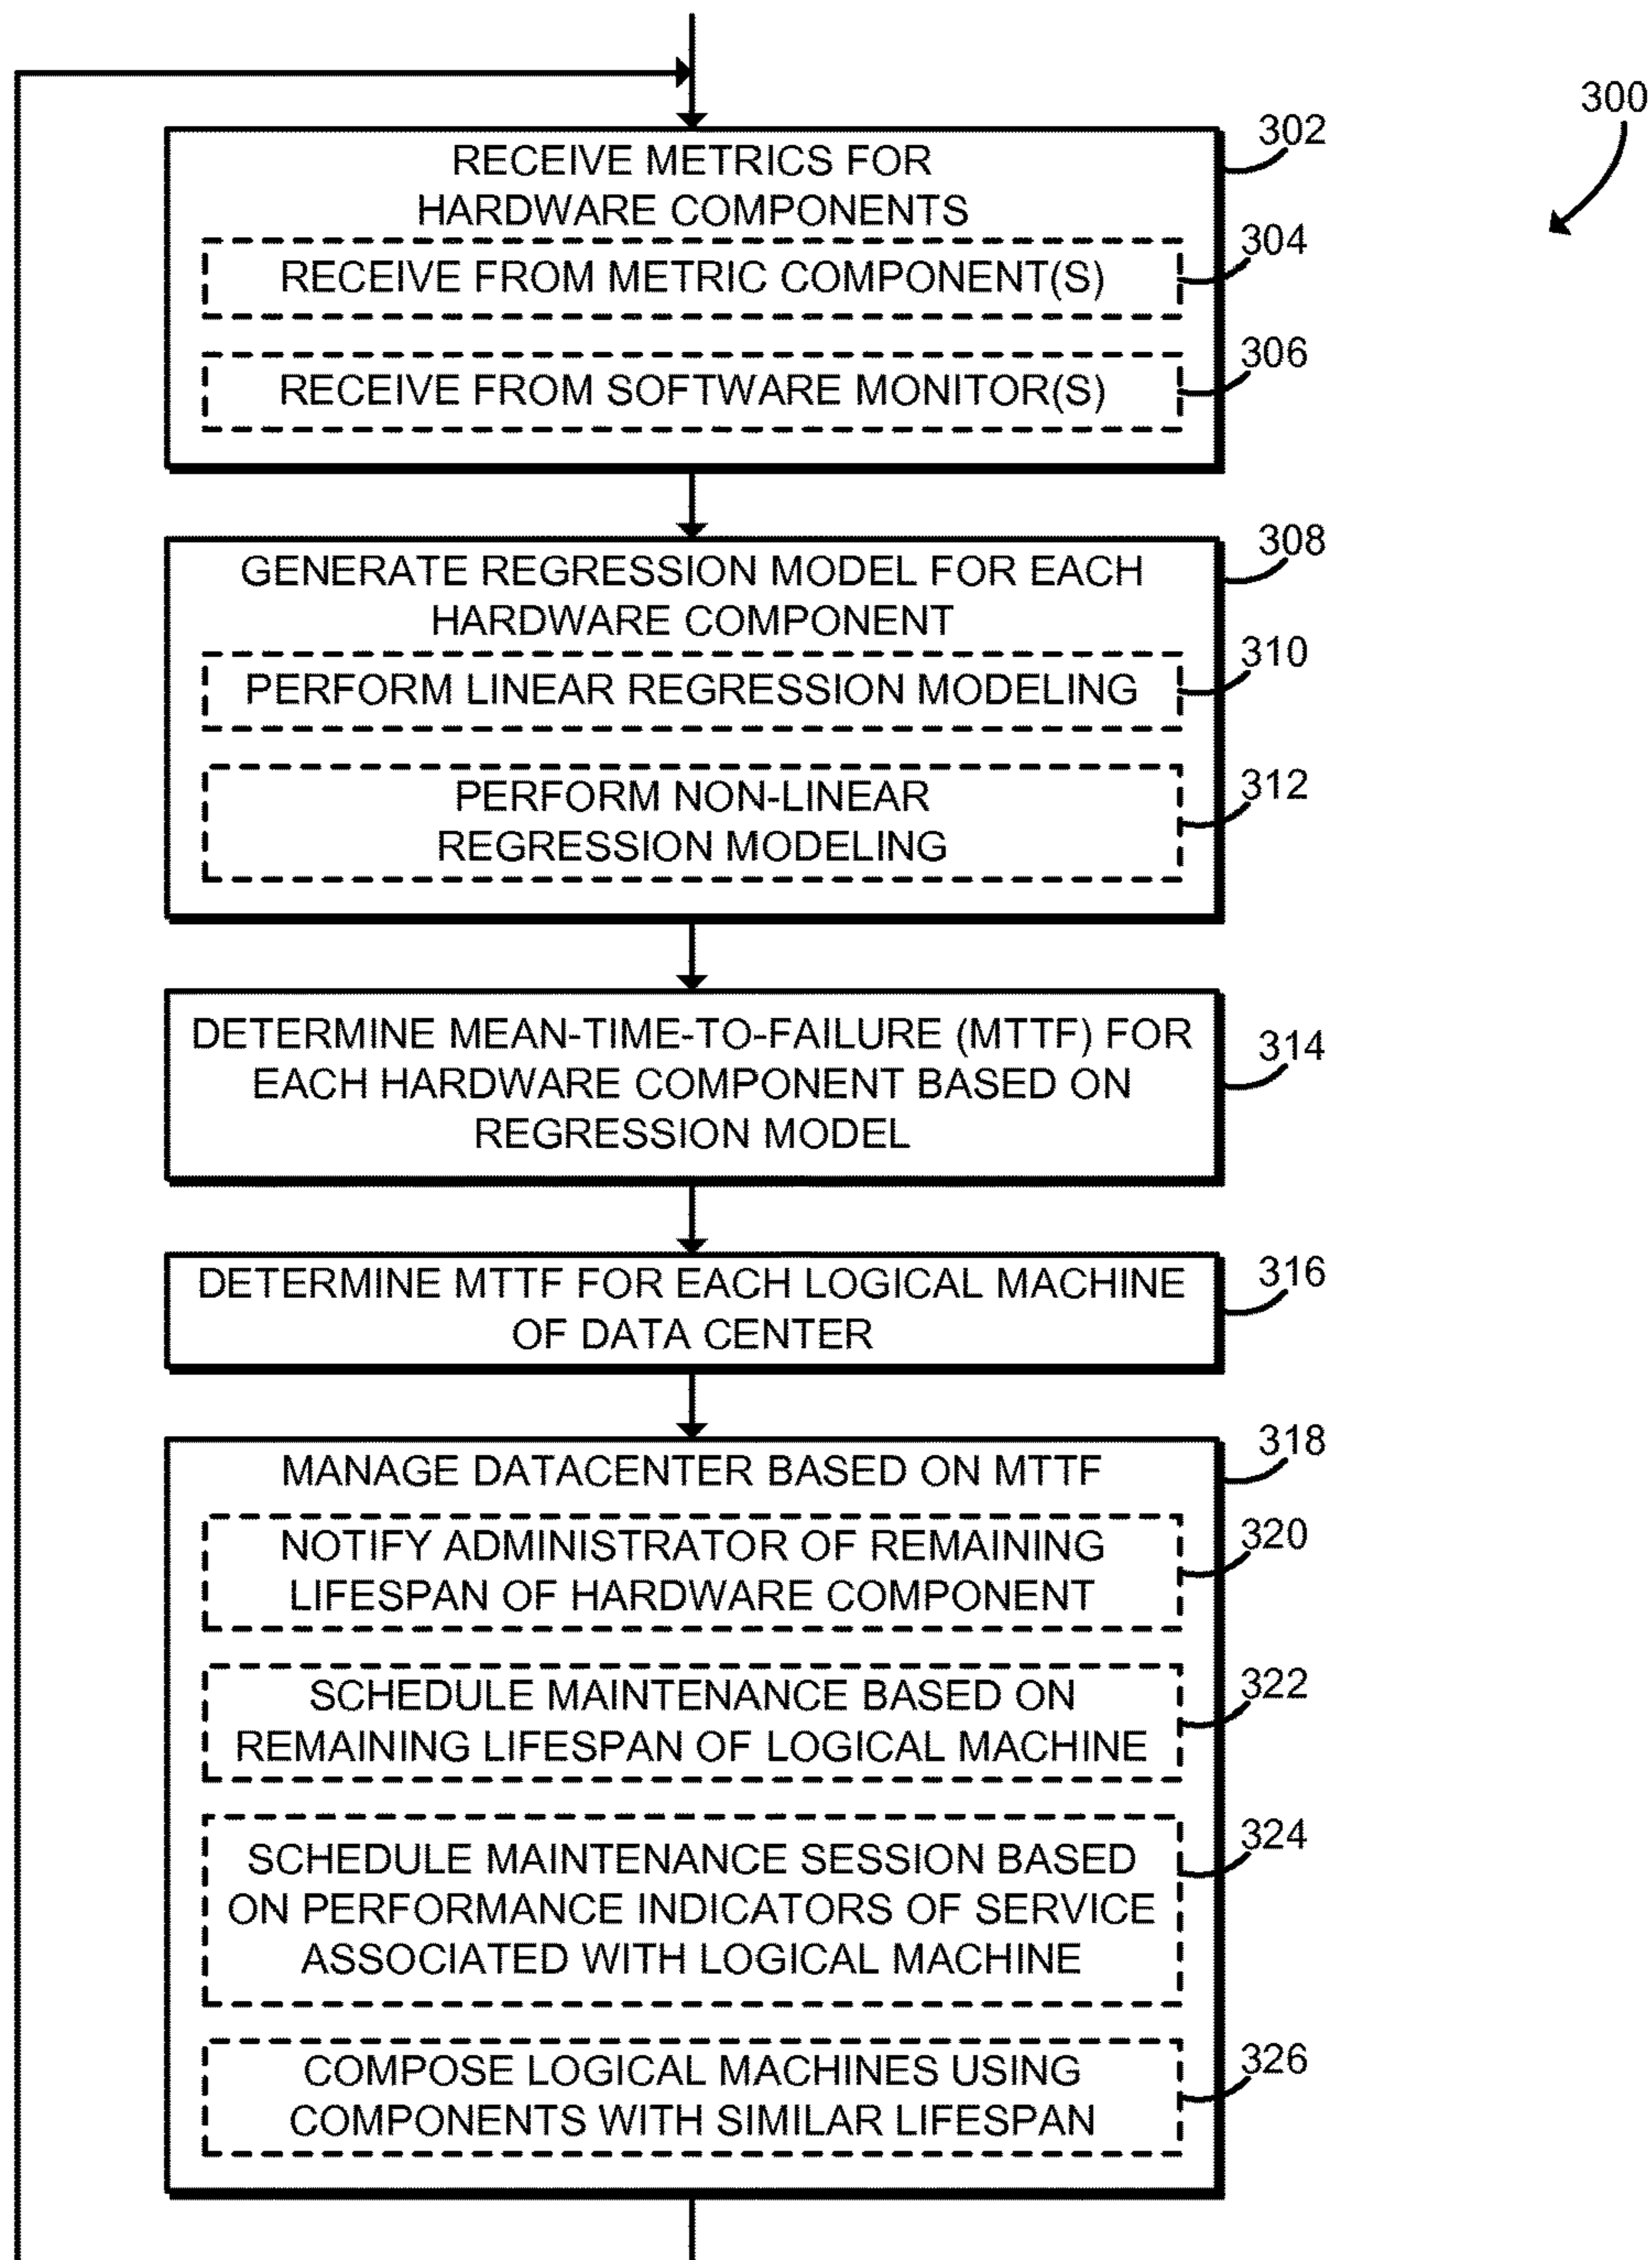 300
302
RECEIVE METRICS FOR
HARDWARE COMPONENTS
304
RECEIVE FROM METRIC COMPONENT(S)
306
RECEIVE FROM SOFTWARE MONITOR(S)
308
GENERATE REGRESSION MODEL FOR EACH
HARDWARE COMPONENT
310
PERFORM LINEAR REGRESSION MODELING
312
PERFORM NON-LINEAR
REGRESSION MODELING
314
DETERMINE MEAN-TIME-TO-FAILURE (MTTF) FOR
EACH HARDWARE COMPONENT BASED ON
REGRESSION MODEL
316
DETERMINE MTTF FOR EACH LOGICAL MACHINE
OF DATA CENTER
318
MANAGE DATACENTER BASED ON MTTF
320
NOTIFY ADMINISTRATOR OF REMAINING
LIFESPAN OF HARDWARE COMPONENT
322
SCHEDULE MAINTENANCE BASED ON
REMAINING LIFESPAN OF LOGICAL MACHINE
324
SCHEDULE MAINTENANCE SESSION BASED
ON PERFORMANCE INDICATORS OF SERVICE
ASSOCIATED WITH LOGICAL MACHINE
326
COMPOSE LOGICAL MACHINES USING
COMPONENTS WITH SIMILAR LIFESPAN